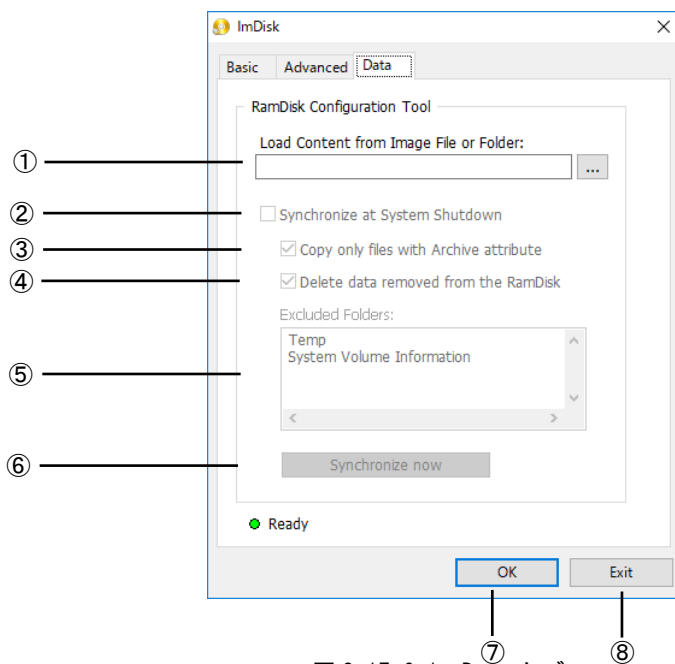 ImDisk
Basic Advanced Data
RamDisk Configuration Tool
① Load Content from Image File or Folder:
...
② Synchronize at System Shutdown
③ Copy only files with Archive attribute
④ Delete data removed from the RamDisk
Excluded Folders:
Temp
System Volume Information
⑤
⑥ Synchronize now
Ready
OK Exit
⑦ ⑧